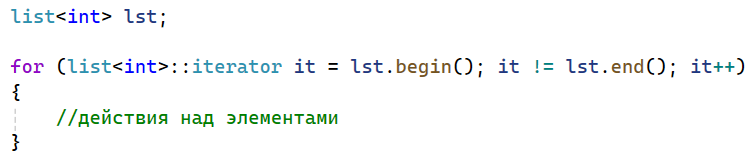 list<int> lst;
for (list<int>::iterator it = lst.begin(); it != lst.end(); it++)
{
//действия над элементами
}